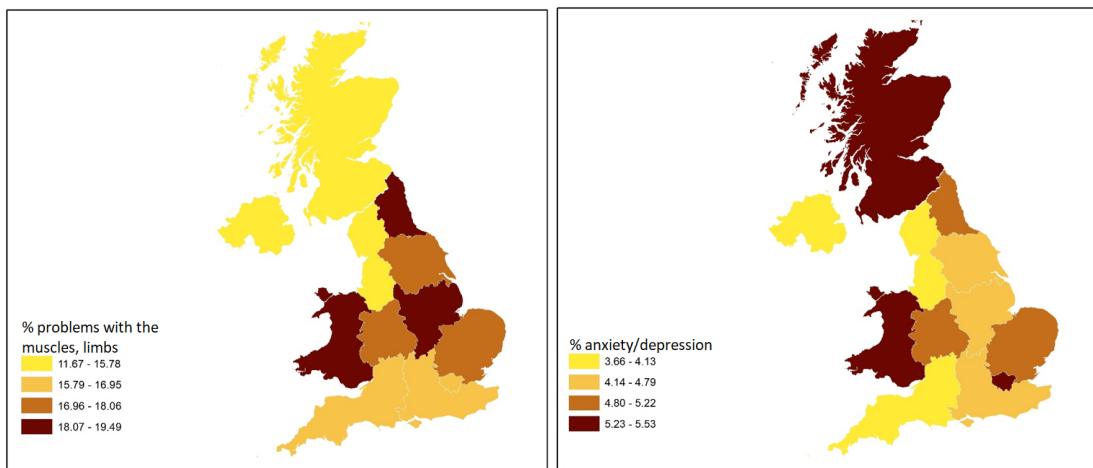 % problems with the
muscles, limbs
11.67 - 15.78
15.79 - 16.95
16.96 - 18.06
18.07 - 19.49
% anxiety/depression
3.66 - 4.13
4.14 - 4.79
4.80 - 5.22
5.23 - 5.53